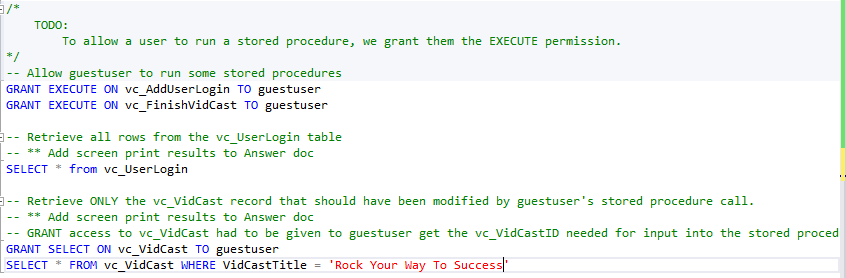 /*
TODO:
To allow a user to run a stored procedure, we grant them the EXECUTE permission.
*/
-- Allow guestuser to run some stored procedures
GRANT EXECUTE ON vc_AddUserLogin TO guestuser
GRANT EXECUTE ON vc_FinishVidCast TO guestuser
-- Retrieve all rows from the vc_UserLogin table
-- ** Add screen print results to Answer doc
SELECT * from vc_UserLogin
-- Retrieve ONLY the vc_VidCast record that should have been modified by guestuser's stored procedure call.
-- ** Add screen print results to Answer doc
-- GRANT access to vc_VidCast had to be given to guestuser get the vc_VidCastID needed for input into the stored proced
GRANT SELECT ON vc_VidCast TO guestuser
SELECT * FROM vc_VidCast WHERE VidCastTitle = 'Rock Your Way To Success'